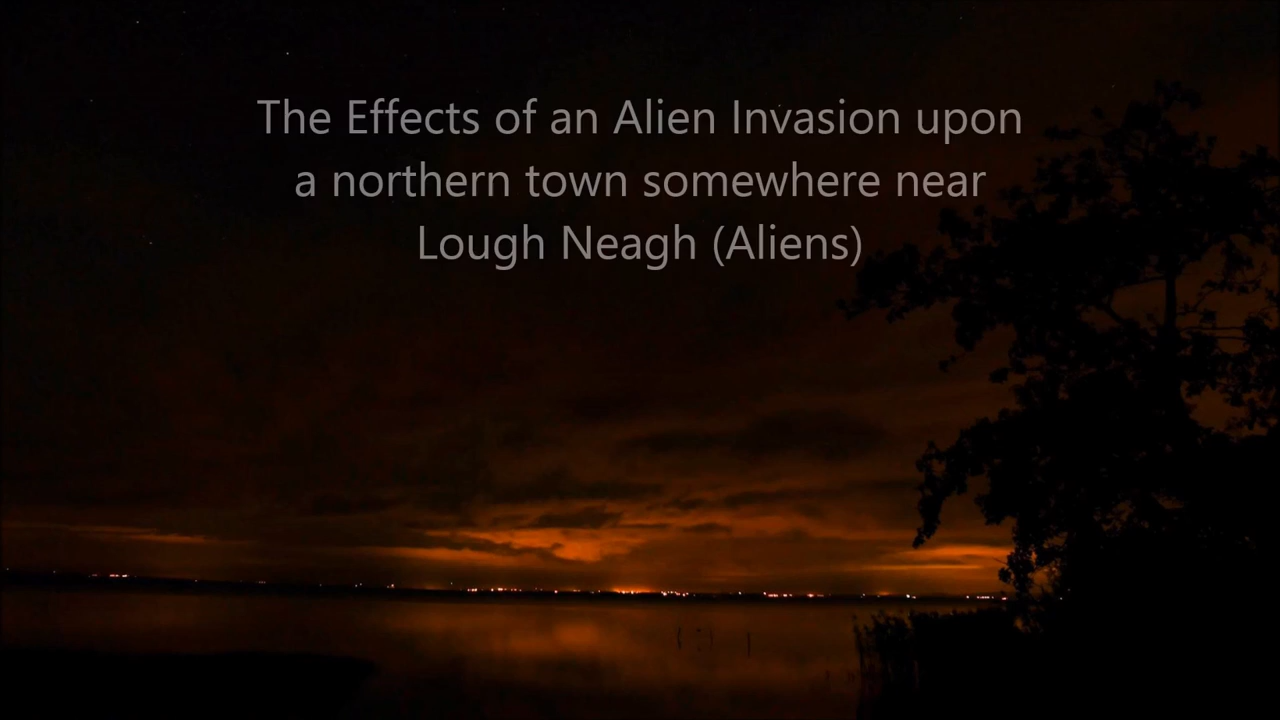 The Effects of an Alien Invasion upon
a northern town somewhere near
Lough Neagh (Aliens)